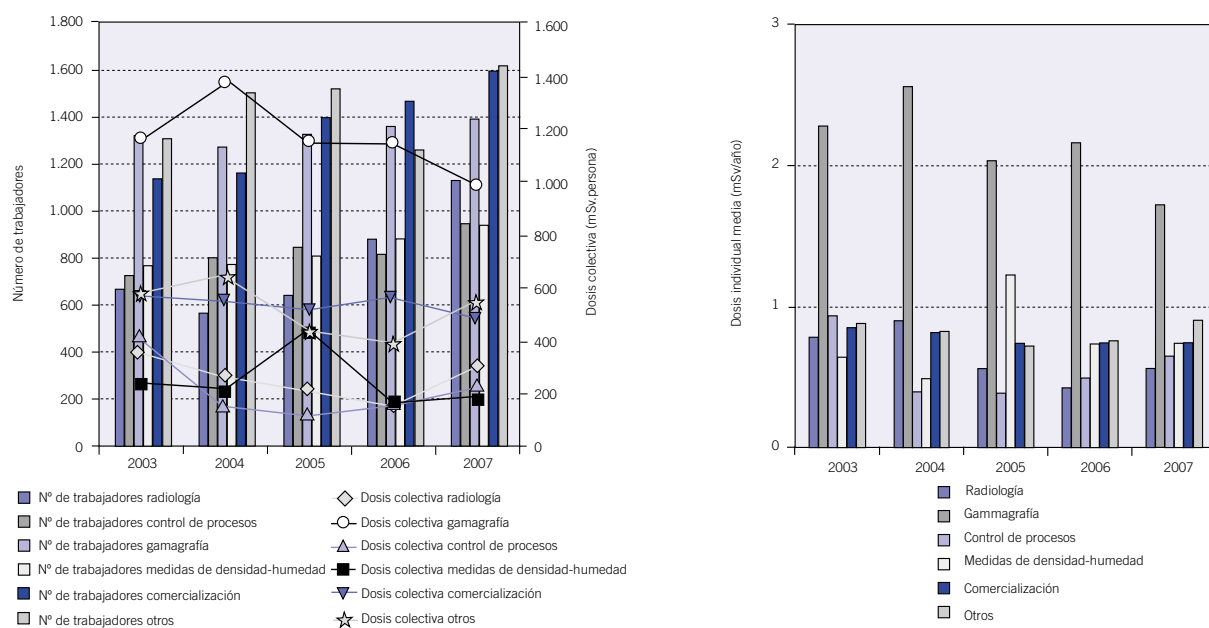 1.800
1.600
1.400
1.200
1.000
800
600
400
200
0
Número de trabajadores
1.600
1.400
1.200
1.000
800
600
400
200
0
Dosis colectiva (mSv.persona)
2003 2004 2005 2006 2007
Nº de trabajadores radiología
Nº de trabajadores control de procesos
Nº de trabajadores gamagrafía
Nº de trabajadores medidas de densidad-humedad
Nº de trabajadores comercialización
Nº de trabajadores otros
Dosis colectiva radiología
Dosis colectiva gamagrafía
Dosis colectiva control de procesos
Dosis colectiva medidas de densidad-humedad
Dosis colectiva comercialización
Dosis colectiva otros
3
2
1
0
Dosis individual media (mSv/año)
2003 2004 2005 2006 2007
Radiología
Gammagrafía
Control de procesos
Medidas de densidad-humedad
Comercialización
Otros